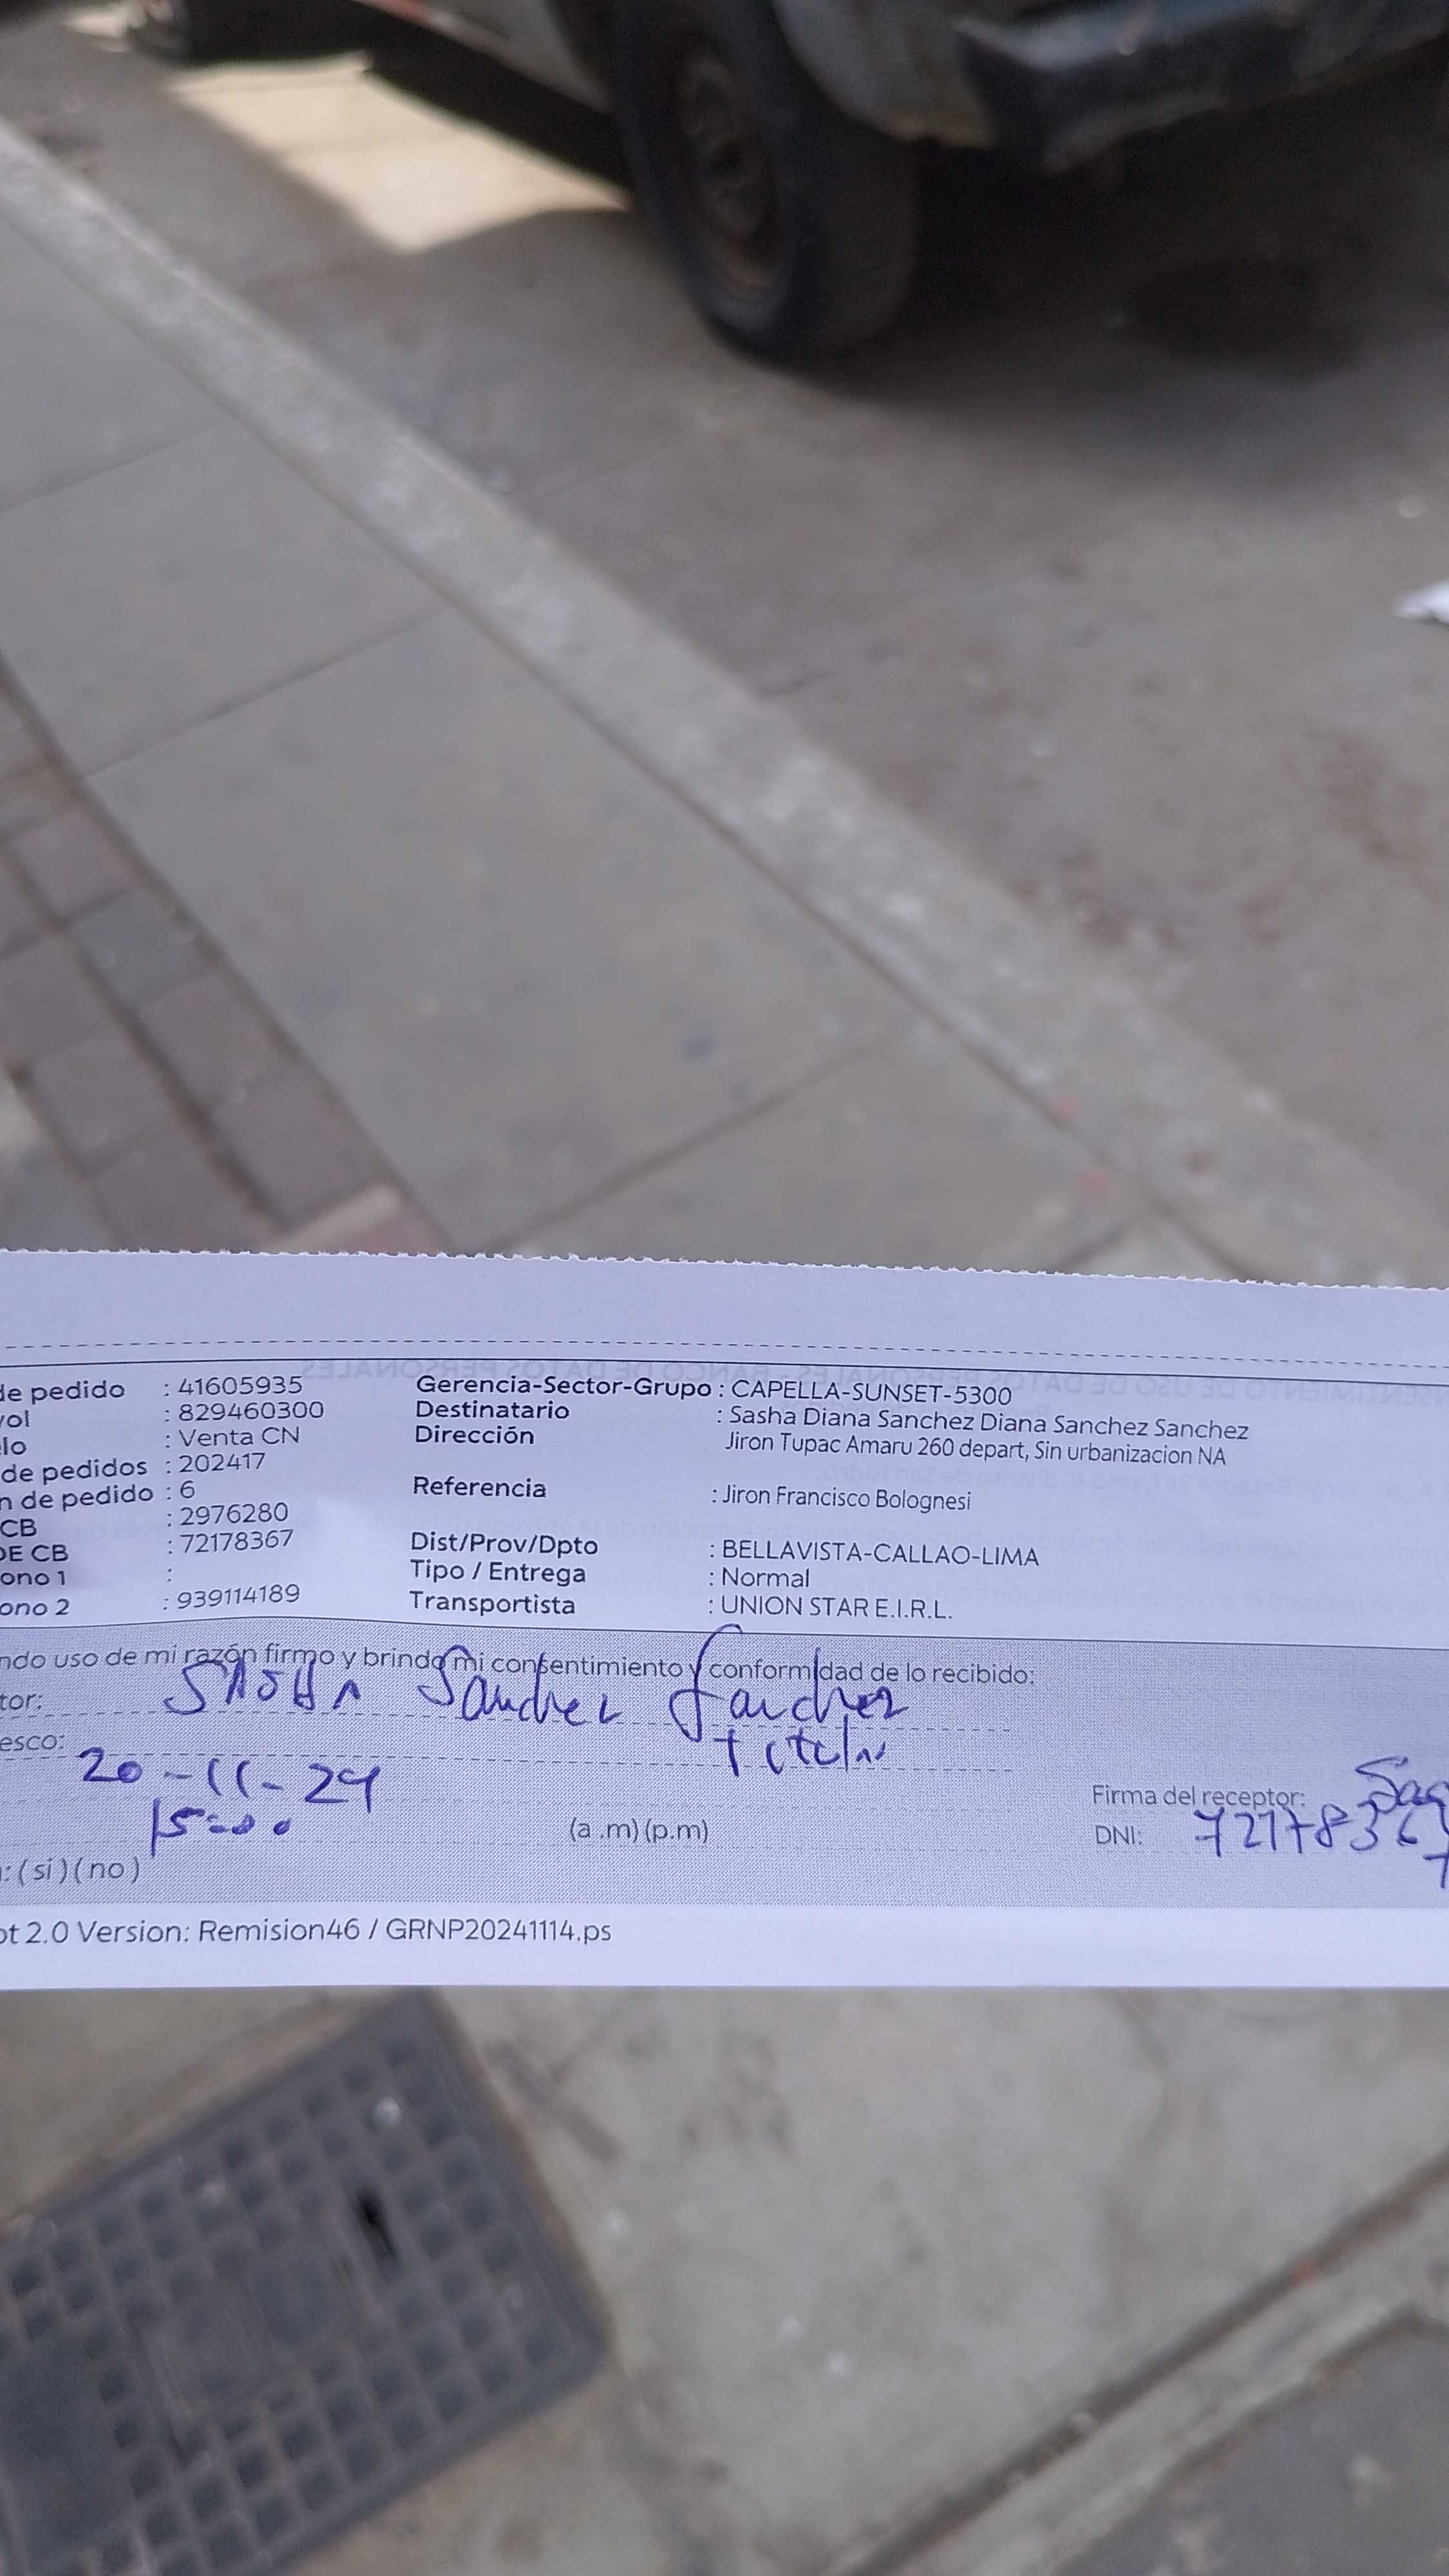 de pedido : 41605935 Gerencia-Sector-Grupo : CAPELLA-SUNSET-5300
rol : 829460300 Destinatario : Sasha Diana Sanchez Diana Sanchez Sanchez
lo : Venta CN Dirección Jiron Tupac Amaru 260 depart, Sin urbanizacion NA
de pedidos : 202417
n de pedido : 6 Referencia : Jiron Francisco Bolognesi
CB : 2976280
DE CB : 72178367 Dist/Prov/Dpto : BELLAVISTA-CALLAO-LIMA
ono 1 : Tipo / Entrega : Normal
ono 2 : 939114189 Transportista : UNION STAR E.I.R.L.
ndo uso de mi razón firmo y brindo mi consentimiento y conformidad de lo recibido:
tor: SASHA Sanchez Sanchez
esco: titular
20-11-24
15:00 (a .m) (p.m)
Firma del receptor:
DNI: 72178367
: (si) (no)
ot 2.0 Version: Remision46 / GRNP20241114.ps